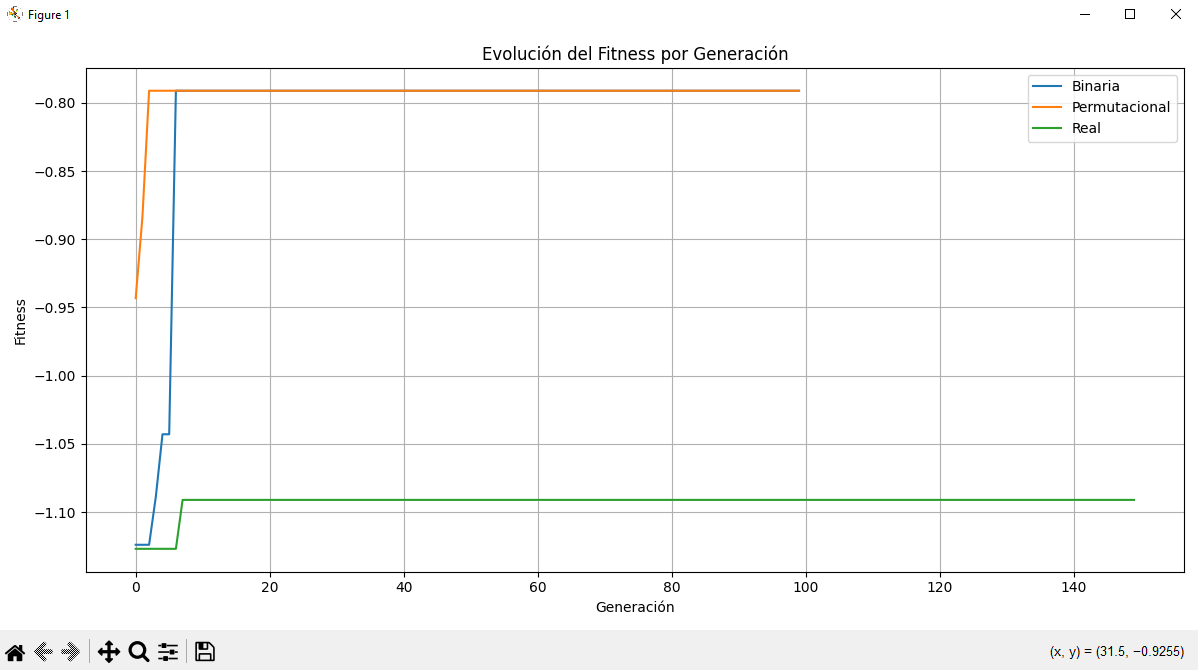 Figure 1
Evolución del Fitness por Generación
Binaria
Permutacional
Real
Fitness
−0.80
−0.85
−0.90
−0.95
−1.00
−1.05
−1.10
0 20 40 60 80 100 120 140
Generación
(x, y) = (31.5, −0.9255)